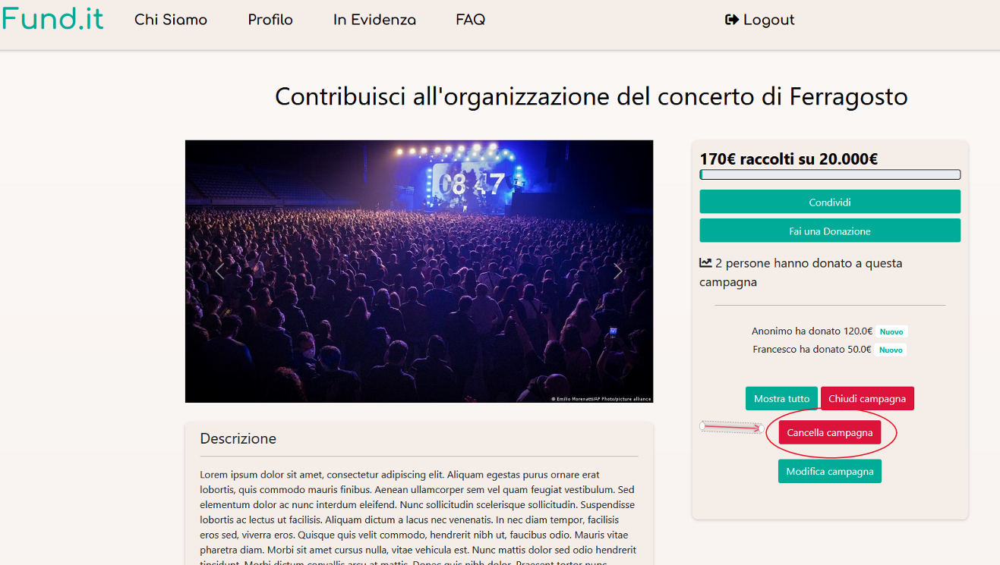 Fund.it
Chi Siamo
Profilo
In Evidenza
FAQ
Logout
Contribuisci all'organizzazione del concerto di Ferragosto
08 47
© Emilio Morenatti/AP Photo/picture alliance
170€ raccolti su 20.000€
Condividi
Fai una Donazione
2 persone hanno donato a questa
campagna
Anonimo ha donato 120.0€ Nuovo
Francesco ha donato 50.0€ Nuovo
Mostra tutto
Chiudi campagna
Cancella campagna
Modifica campagna
Descrizione
Lorem ipsum dolor sit amet, consectetur adipiscing elit. Aliquam egestas purus ornare erat
lobortis, quis commodo mauris finibus. Aenean ullamcorper sem vel quam feugiat vestibulum. Sed
elementum dolor ac nunc interdum eleifend. Nunc sollicitudin scelerisque sollicitudin. Suspendisse
lobortis ac lectus ut facilisis. Aliquam dictum a lacus nec venenatis. In nec diam tempor, facilisis
eros sed, viverra eros. Quisque quis velit commodo, hendrerit nibh ut, faucibus odio. Mauris vitae
pharetra diam. Morbi sit amet cursus nulla, vitae vehicula est. Nunc mattis dolor sed odio hendrerit
tincidunt. Morbi dictum convallis arcu at mattis. Donec quis nibh dolor. Praesent tortor nunc